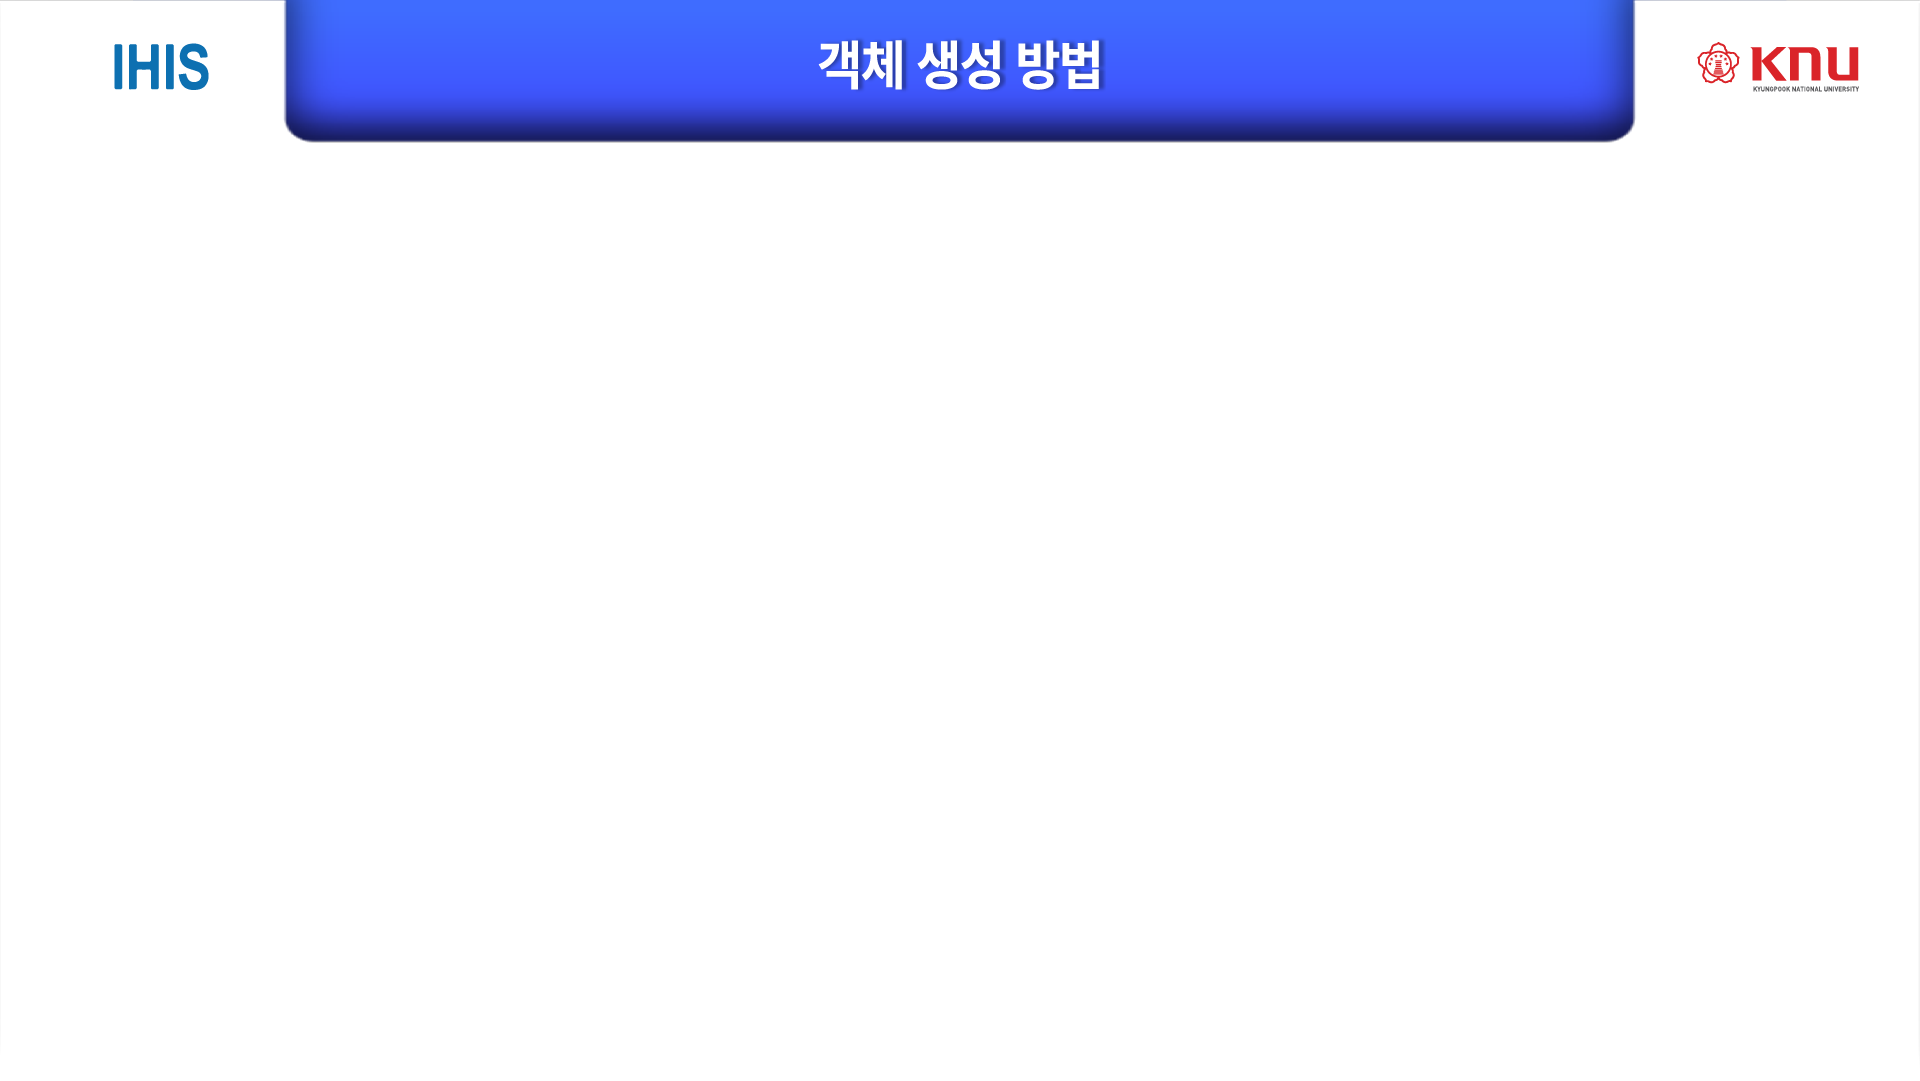 IHIS
객체 생성 방법
KNU
KYUNGPOOK NATIONAL UNIVERSITY